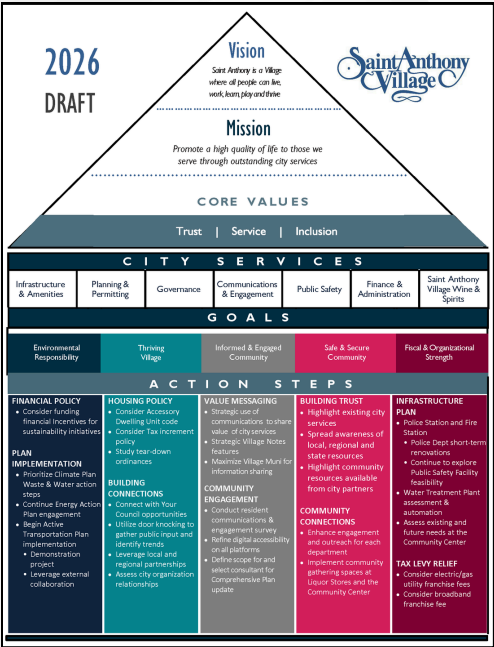 2026
DRAFT
Vision
Saint Anthony is a Village
where all people can live,
work, learn, play and thrive
Saint Anthony
Village
Mission
Promote a high quality of life to those we
serve through outstanding city services
CORE VALUES
Trust | Service | Inclusion
CITY SERVICES
Infrastructure
& Amenities
Planning &
Permitting
Governance
Communications
& Engagement
Public Safety
Finance &
Administration
Saint Anthony
Village Wine &
Spirits
GOALS
Environmental
Responsibility
Thriving
Village
Informed & Engaged
Community
Safe & Secure
Community
Fiscal & Organizational
Strength
ACTION STEPS
FINANCIAL POLICY
• Consider funding
financial Incentives for
sustainability initiatives
PLAN
IMPLEMENTATION
• Prioritize Climate Plan
Waste & Water action
steps
• Continue Energy Action
Plan engagement
• Begin Active
Transportation Plan
implementation
• Demonstration
project
• Leverage external
collaboration
HOUSING POLICY
• Consider Accessory
Dwelling Unit code
• Consider Tax increment
policy
• Study tear-down
ordinances
BUILDING
CONNECTIONS
• Connect with Your
Council opportunities
• Utilize door knocking to
gather public input and
identify trends
• Leverage local and
regional partnerships
• Assess city organization
relationships
VALUE MESSAGING
• Strategic use of
communications to share
value of city services
• Strategic Village Notes
features
• Maximize Village Muni for
information sharing
COMMUNITY
ENGAGEMENT
• Conduct resident
communications &
engagement survey
• Refine digital accessibility
on all platforms
• Define scope for and
select consultant for
Comprehensive Plan
update
BUILDING TRUST
• Highlight existing city
services
• Spread awareness of
local, regional and
state resources
• Highlight community
resources available
from city partners
COMMUNITY
CONNECTIONS
• Enhance engagement
and outreach for each
department
• Implement community
gathering spaces at
Liquor Stores and the
Community Center
INFRASTRUCTURE
PLAN
• Police Station and Fire
Station
• Police Dept short-term
renovations
• Continue to explore
Public Safety Facility
feasibility
• Water Treatment Plant
assessment &
automation
• Assess existing and
future needs at the
Community Center
TAX LEVY RELIEF
• Consider electric/gas
utility franchise fees
• Consider broadband
franchise fee